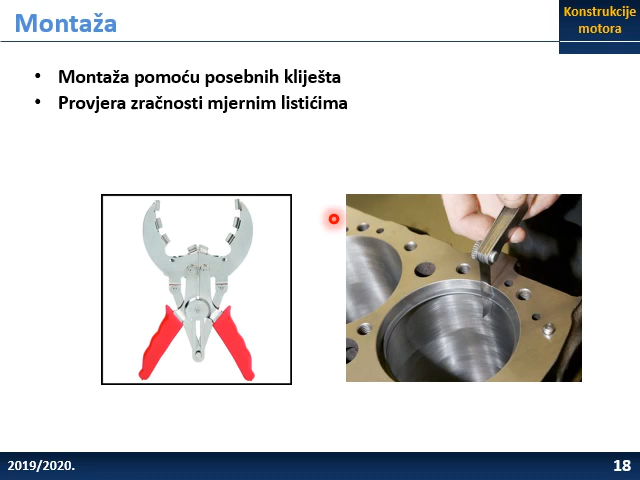 Montaža
Konstrukcije
motora
• Montaža pomoću posebnih kliješta
• Provjera zračnosti mjernim listićima
2019/2020.
18